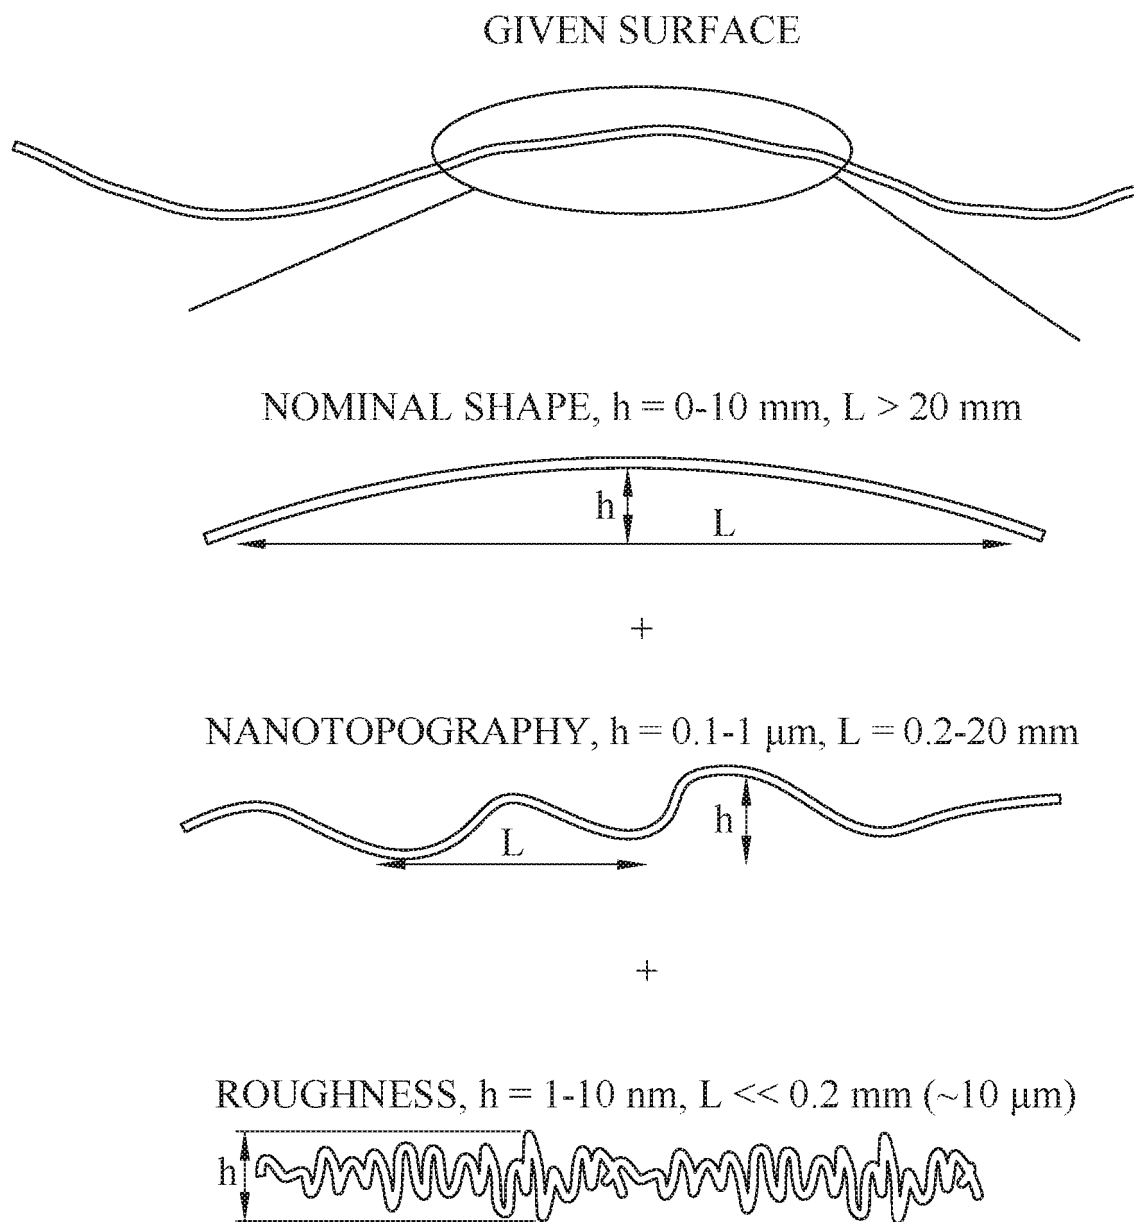 GIVEN SURFACE
NOMINAL SHAPE, h = 0-10 mm, L > 20 mm
h
L
+
NANOTOPOGRAPHY, h = 0.1-1 μm, L = 0.2-20 mm
L
h
+
ROUGHNESS, h = 1-10 nm, L << 0.2 mm (~10 μm)
h